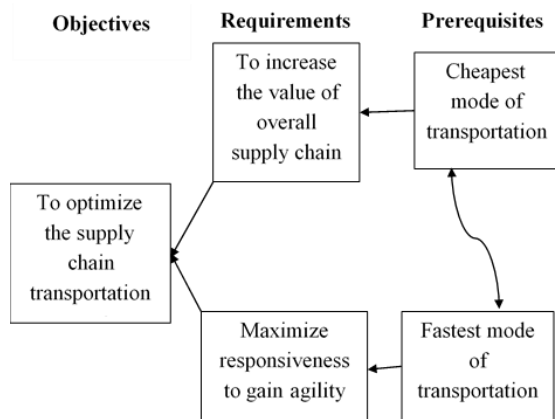 Objectives
Requirements
Prerequisites
To increase
the value of
overall
supply chain
Cheapest
mode of
transportation
To optimize
the supply
chain
transportation
Maximize
responsiveness
to gain agility
Fastest mode
of
transportation